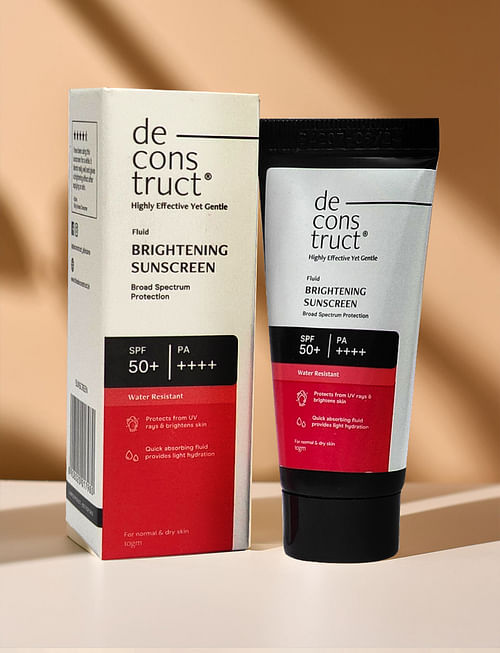 de
cons
truct®
Highly Effective Yet Gentle
Fluid
BRIGHTENING
SUNSCREEN
Broad Spectrum
Protection
SPF
50+
PA
++++
Water Resistant
Protects from UV
rays & brightens skin
Quick absorbing fluid
provides light hydration
For normal & dry skin
10gm
de
cons
truct®
Highly Effective Yet Gentle
Fluid
BRIGHTENING
SUNSCREEN
Broad Spectrum Protection
SPF
50+
PA
++++
Water Resistant
Protects from UV rays &
brightens skin
Quick absorbing fluid
provides light hydration
For normal & dry skin
10gm